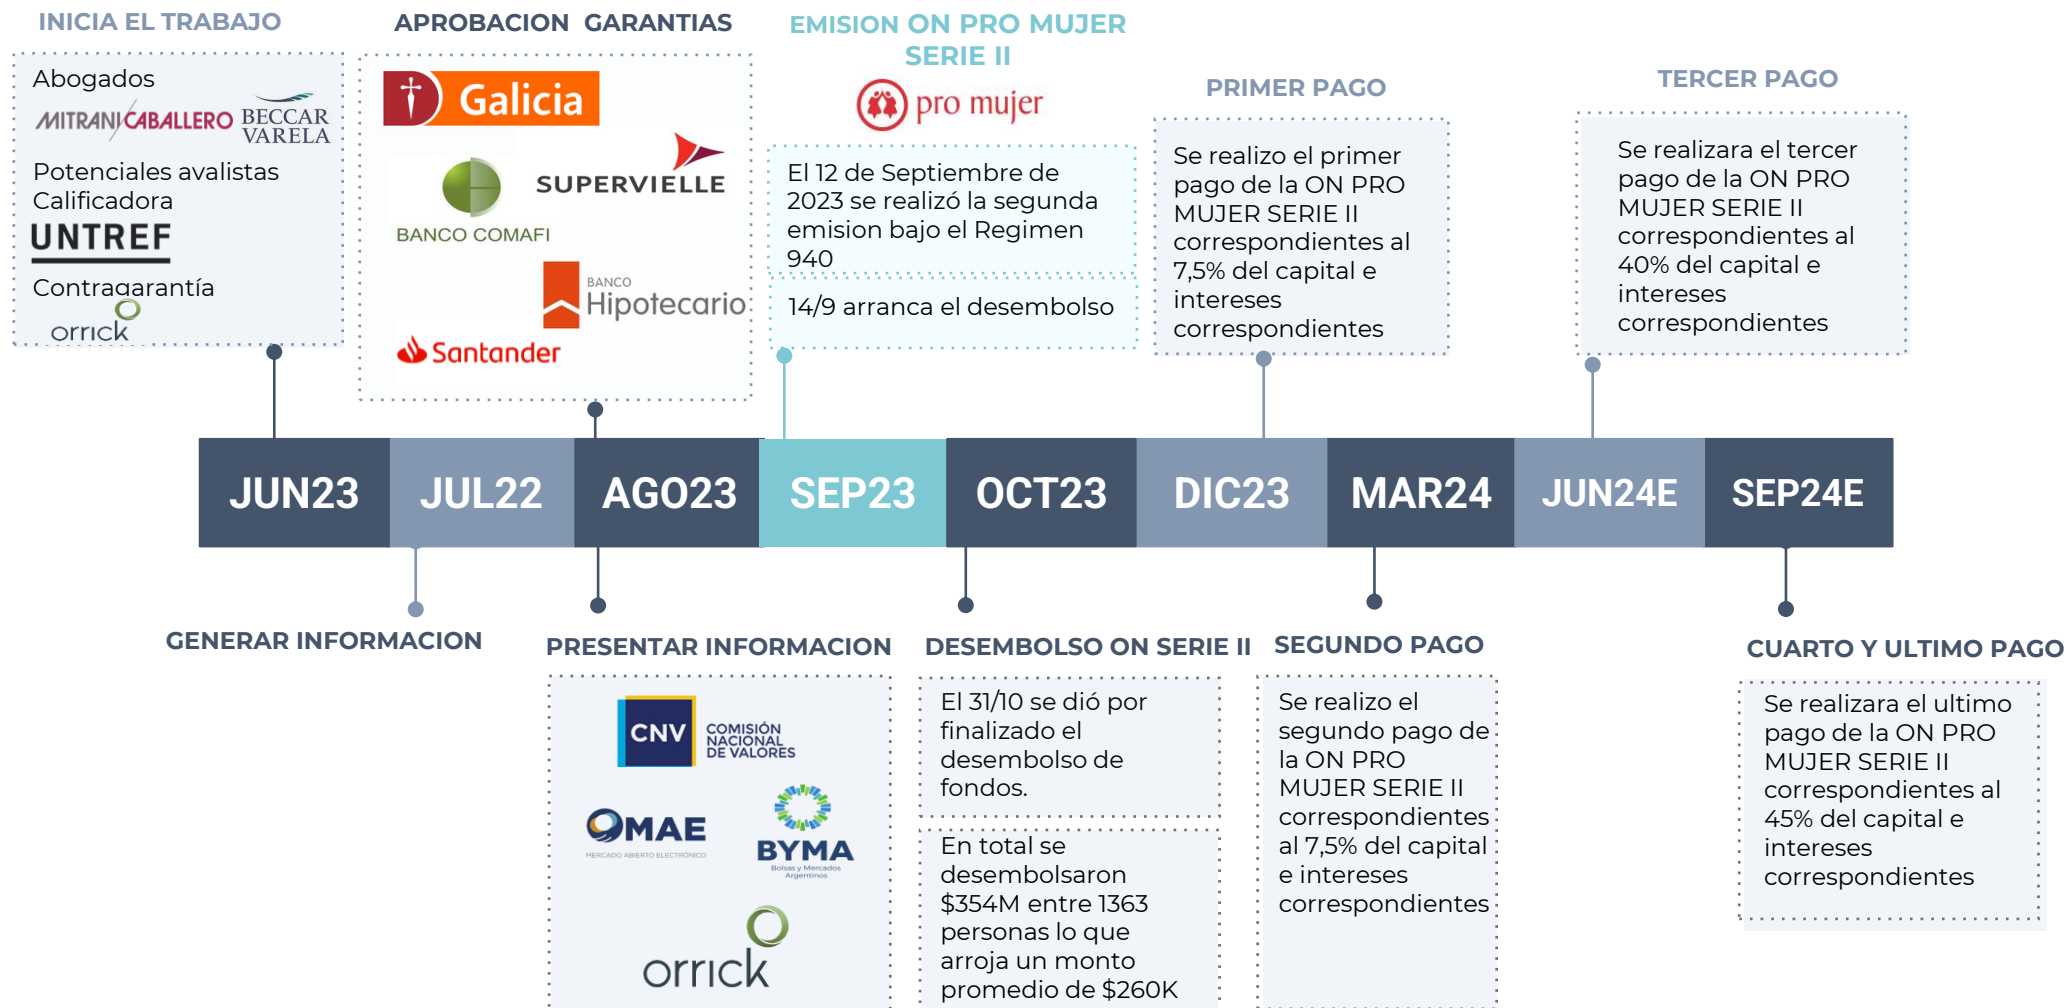 INICIA EL TRABAJO
Abogados
MITRANI CABALLERO
BECCAR
VARELA
Potenciales avalistas
Calificadora
UNTREF
Contragarantía
orrick
APROBACION GARANTIAS
Galicia
SUPERVIELLE
BANCO COMAFI
BANCO
Hipotecario
Santander
EMISION ON PRO MUJER
SERIE II
pro mujer
El 12 de Septiembre de
2023 se realizó la segunda
emision bajo el Regimen
940
14/9 arranca el desembolso
PRIMER PAGO
Se realizo el primer
pago de la ON PRO
MUJER SERIE II
correspondientes al
7,5% del capital e
intereses
correspondientes
TERCER PAGO
Se realizara el tercer
pago de la ON PRO
MUJER SERIE II
correspondientes al
40% del capital e
intereses
correspondientes
JUN23
JUL22
AGO23
SEP23
OCT23
DIC23
MAR24
JUN24E
SEP24E
GENERAR INFORMACION
PRESENTAR INFORMACION
CNV
COMISIÓN
NACIONAL
DE VALORES
MAE
MERCADO ABIERTO ELECTRÓNICO
BYMA
Bolsas y Mercados
Argentinos
orrick
DESEMBOLSO ON SERIE II
El 31/10 se dió por
finalizado el
desembolso de
fondos.
En total se
desembolsaron
$354M entre 1363
personas lo que
arroja un monto
promedio de $260K
SEGUNDO PAGO
Se realizo el
segundo pago de
la ON PRO
MUJER SERIE II
correspondientes
al 7,5% del capital
e intereses
correspondientes
CUARTO Y ULTIMO PAGO
Se realizara el ultimo
pago de la ON PRO
MUJER SERIE II
correspondientes al
45% del capital e
intereses
correspondientes